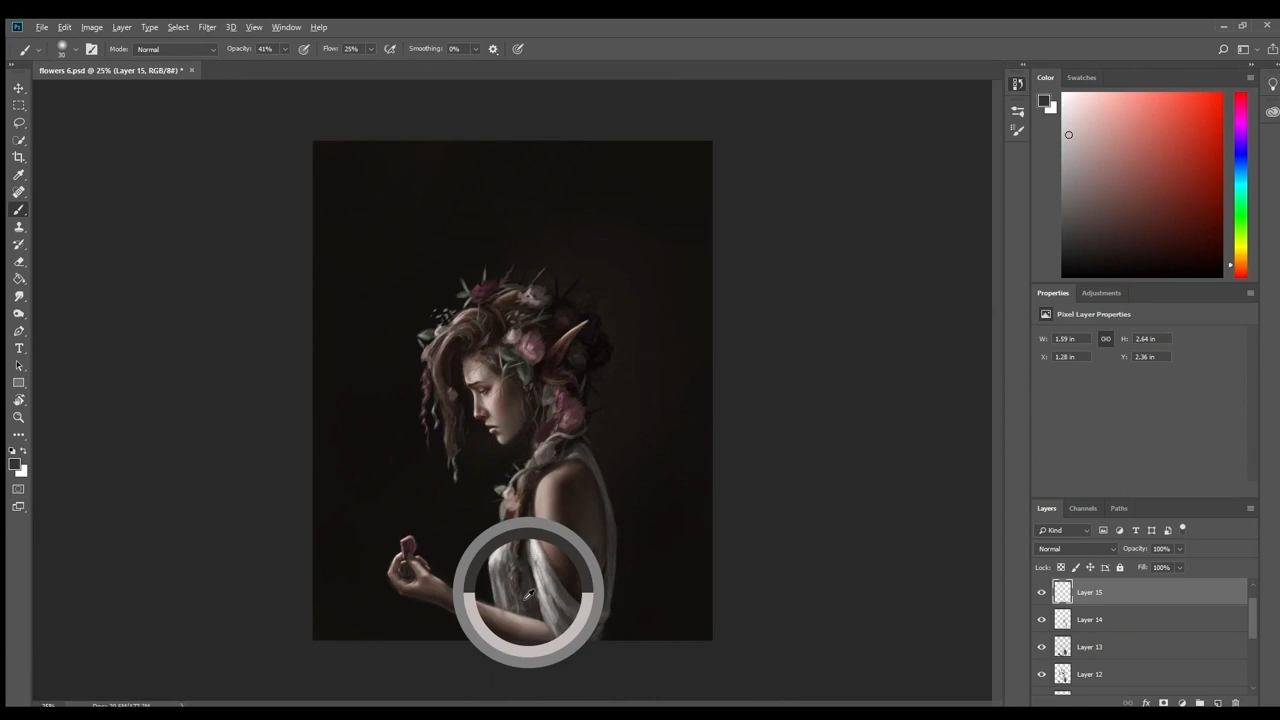 Ps File Edit Image Layer Type Select Filter 3D View Window Help
30 Mode: Normal Opacity: 41% Flow: 25% Smoothing: 0%
flowers 6.psd @ 25% (Layer 15, RGB/8#) *
Color Swatches
Properties Adjustments
Pixel Layer Properties
W: 1.59 in H: 2.64 in
X: 1.28 in Y: 2.36 in
Layers Channels Paths
Kind
Normal Opacity: 100%
Lock: Fill: 100%
Layer 15
Layer 14
Layer 13
Layer 12
fx